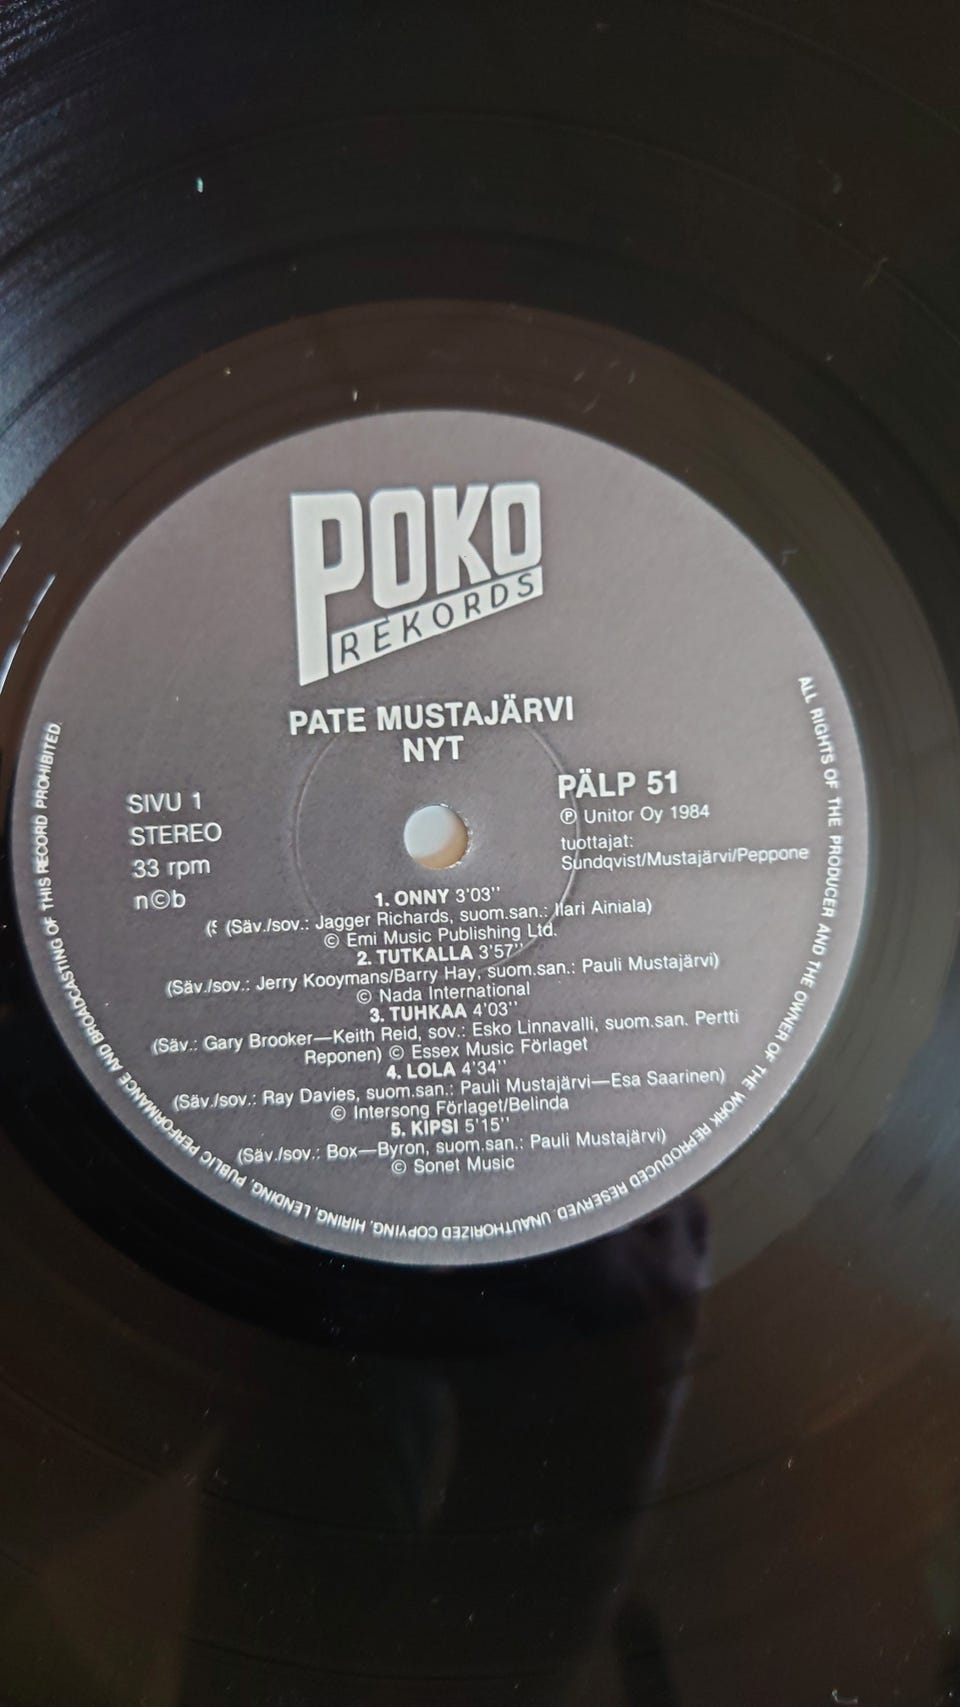 POKO
REKORDS
PATE MUSTAJÄRVI
NYT
SIVU 1
STEREO
33 rpm
n©b
PÄLP 51
℗ Unitor Oy 1984
tuottajat:
Sundqvist/Mustajärvi/Peppone
1. ONNY 3'03''
(Säv./sov.: Jagger Richards, suom.san.: Ilari Ainiala)
© Emi Music Publishing Ltd.
2. TUTKALLA 3'57''
(Säv./sov.: Jerry Kooymans/Barry Hay, suom.san.: Pauli Mustajärvi)
© Nada International
3. TUHKAA 4'03''
(Säv.: Gary Brooker—Keith Reid, sov.: Esko Linnavalli, suom.san. Pertti
Reponen) © Essex Music Förlaget
4. LOLA 4'34''
(Säv./sov.: Ray Davies, suom.san.: Pauli Mustajärvi—Esa Saarinen)
© Intersong Förlaget/Belinda
5. KIPSI 5'15''
(Säv./sov.: Box—Byron, suom.san.: Pauli Mustajärvi)
© Sonet Music
ALL RIGHTS OF THE PRODUCER AND THE OWNER OF THE WORK REPRODUCED RESERVED. UNAUTHORIZED COPYING, HIRING, LENDING, PUBLIC PERFORMANCE AND BROADCASTING OF THIS RECORD PROHIBITED.